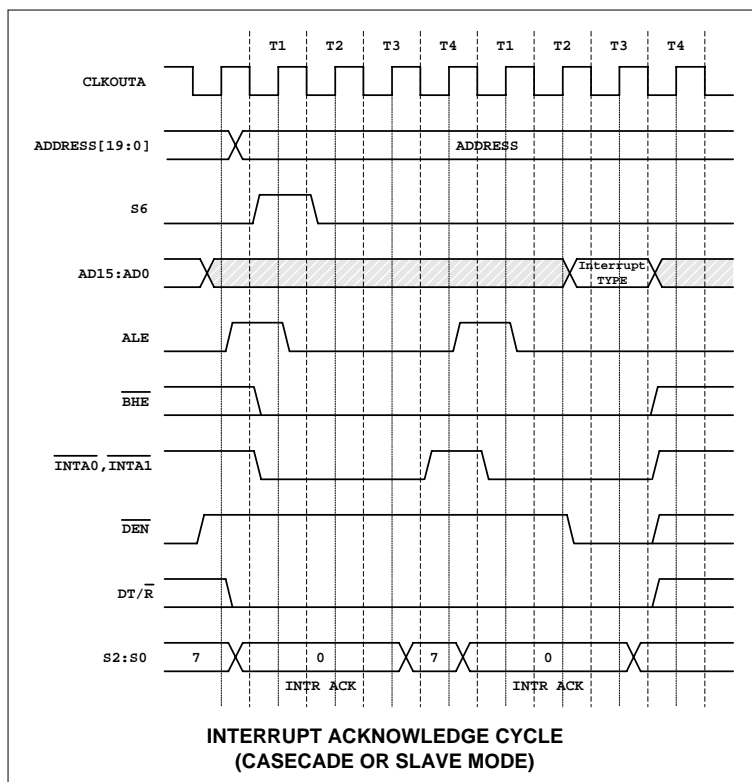 T1 T2 T3 T4 T1 T2 T3 T4
CLKOUTA
ADDRESS[19:0] ADDRESS
S6
AD15:AD0 Interrupt
TYPE
ALE
BHE
INTA0,INTA1
DEN
DT/R
S2:S0 7 0 7 0
INTR ACK INTR ACK
INTERRUPT ACKNOWLEDGE CYCLE
(CASECADE OR SLAVE MODE)